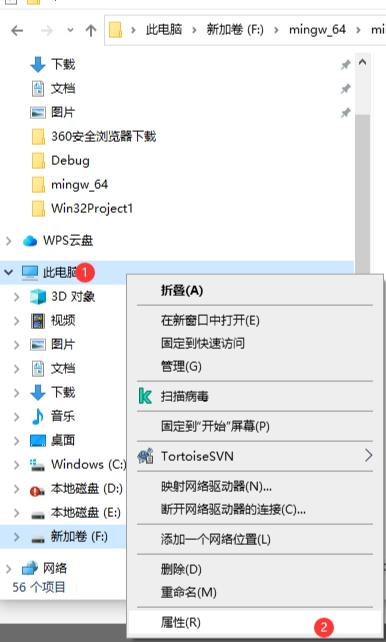 此电脑 > 新加卷 (F:) > mingw_64 >
下载
文档
图片
360安全浏览器下载
Debug
mingw_64
Win32Project1
WPS云盘
此电脑 1
3D 对象
视频
图片
文档
下载
音乐
桌面
Windows (C:)
本地磁盘 (D:)
本地磁盘 (E:)
新加卷 (F:)
网络
56 个项目
折叠(A)
在新窗口中打开(E)
固定到快速访问
管理(G)
扫描病毒
固定到"开始"屏幕(P)
TortoiseSVN
映射网络驱动器(N)...
断开网络驱动器的连接(C)...
添加一个网络位置(L)
删除(D)
重命名(M)
属性(R) 2